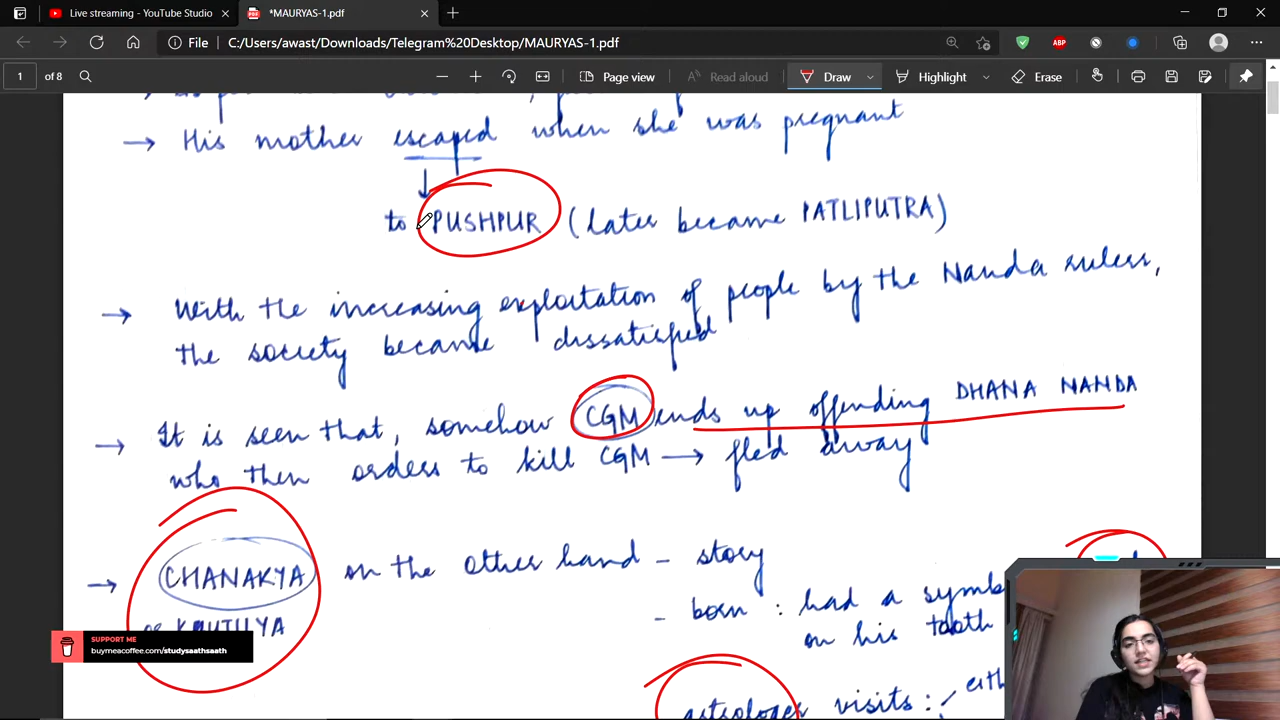 Live streaming - YouTube Studio
*MAURYAS-1.pdf
File C:/Users/awast/Downloads/Telegram%20Desktop/MAURYAS-1.pdf
1 of 8 Page view Read aloud Draw Highlight Erase
→ His mother escaped when she was pregnant
to PUSHPUR (later became PATLIPUTRA)
→ With the increasing exploitation of people by the Nanda rulers,
the society became dissatisfied
→ It is seen that, somehow CGM ends up offending DHANA NANDA
who then orders to kill CGM → fled away
→ CHANAKYA on the other hand - story
or KAUTILYA
- born : had a
on his tooth
SUPPORT ME
buymeacoffee.com/studysaathsaath
astrologer visits :